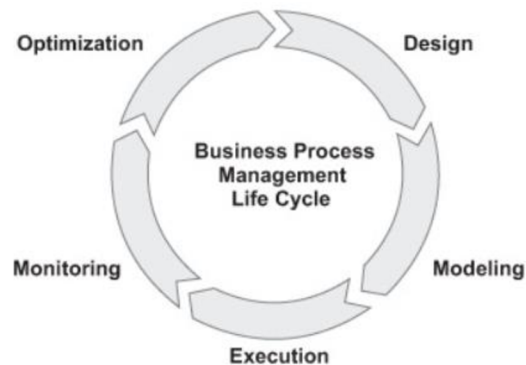 Optimization
Design
Business Process
Management
Life Cycle
Monitoring
Modeling
Execution